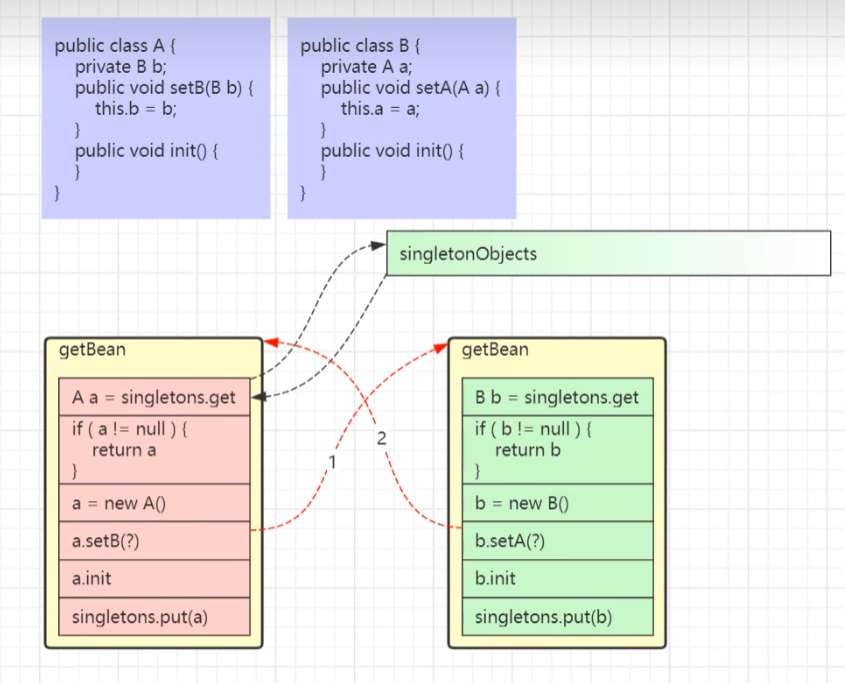 public class A {
private B b;
public void setB(B b) {
this.b = b;
}
public void init() {
}
}
public class B {
private A a;
public void setA(A a) {
this.a = a;
}
public void init() {
}
}
singletonObjects
getBean
A a = singletons.get
if ( a != null ) {
return a
}
a = new A()
a.setB(?)
a.init
singletons.put(a)
1
2
getBean
B b = singletons.get
if ( b != null ) {
return b
}
b = new B()
b.setA(?)
b.init
singletons.put(b)